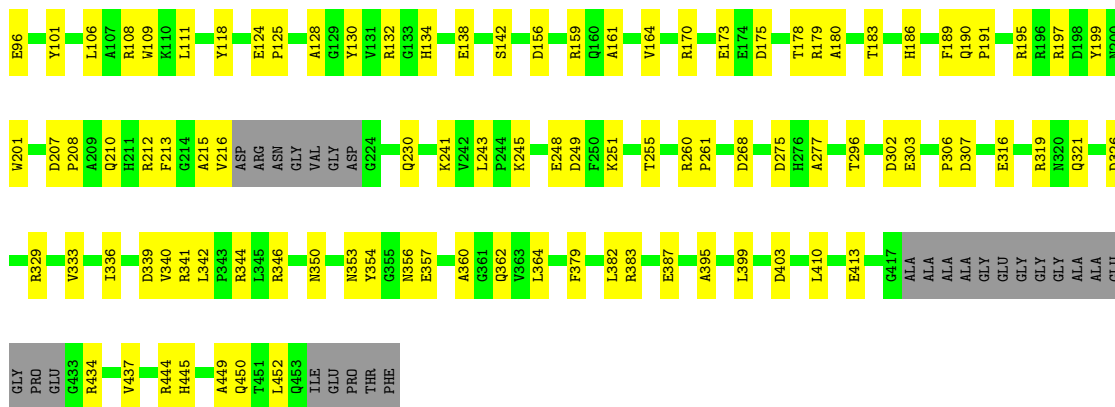 E96 Y101 L106 A107 R108 W109 K110 L111 Y118 E124 P125 A128 G129 Y130 V131 R132 G133 H134 E138 S142 D156 R159 Q160 A161 V164 R170 E173 E174 D175 T178 R179 A180 T183 H186 F189 Q190 P191 R195 R196 R197 D198 Y199 N200
W201 D207 P208 A209 Q210 H211 R212 F213 G214 A215 V216 ASP ARG ASN GLY VAL GLY ASP G224 Q230 K241 V242 L243 P244 K245 E248 D249 F250 K251 T255 R260 P261 D268 D275 H276 A277 T296 D302 E303 P306 D307 E316 R319 N320 Q321
R329 V333 I336 D339 V340 R341 L342 P343 R344 L345 R346 N350 N353 Y354 G355 N356 E357 A360 G361 Q362 V363 L364 F379 L382 R383 E387 A395 L399 D403 L410 E413 G417 ALA ALA ALA ALA GLY GLU GLY GLY GLY ALA ALA GLU
GLY PRO GLU G433 R434 V437 R444 H445 A449 Q450 T451 L452 Q453 ILE GLU PRO THR PHE